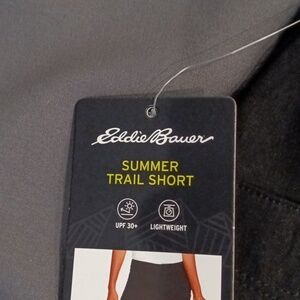 Eddie Bauer
SUMMER
TRAIL SHORT
UPF 30+ LIGHTWEIGHT